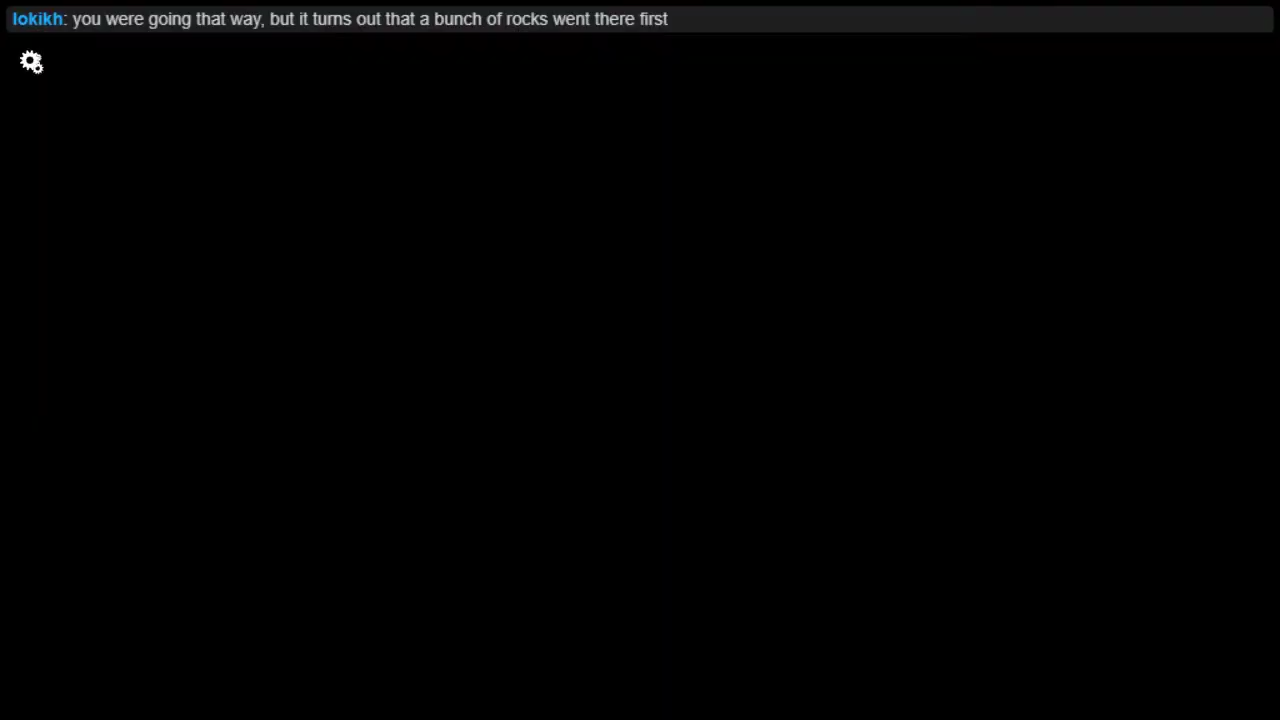 lokikh: you were going that way, but it turns out that a bunch of rocks went there first